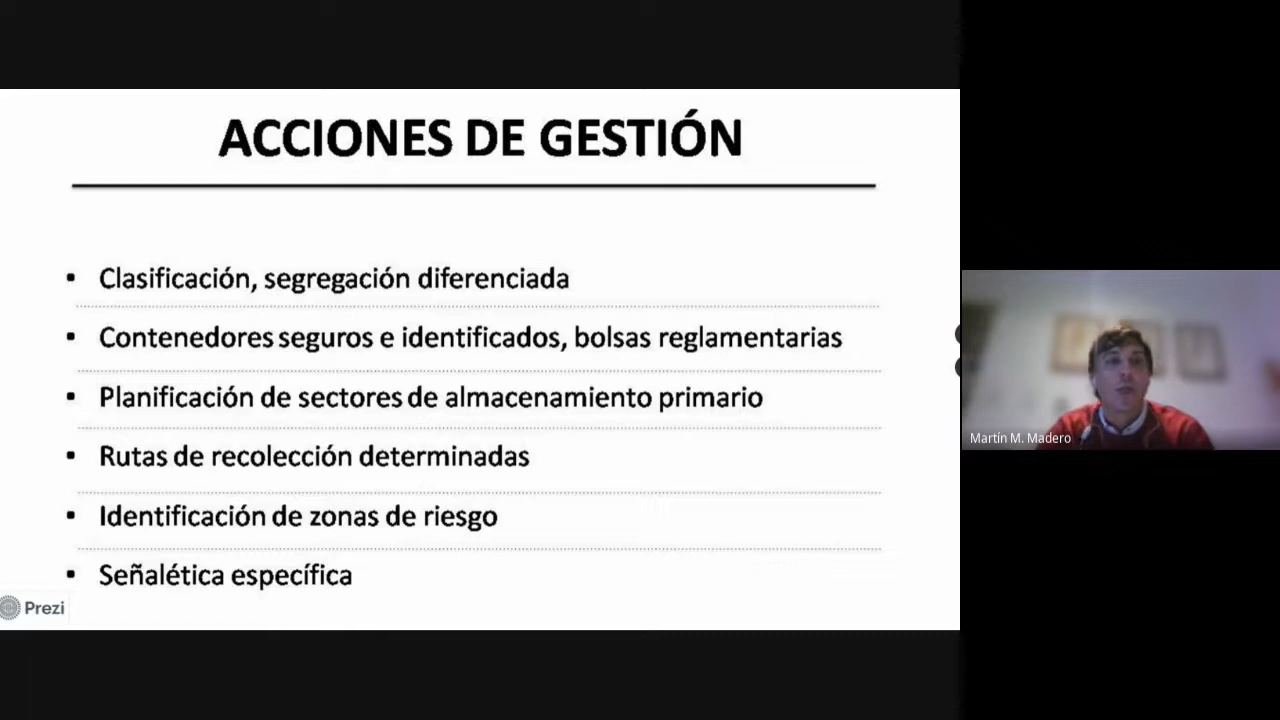 ACCIONES DE GESTIÓN
▪ Clasificación, segregación diferenciada
▪ Contenedores seguros e identificados, bolsas reglamentarias
▪ Planificación de sectores de almacenamiento primario
▪ Rutas de recolección determinadas
▪ Identificación de zonas de riesgo
▪ Señalética específica
Prezi
Martín M. Madero